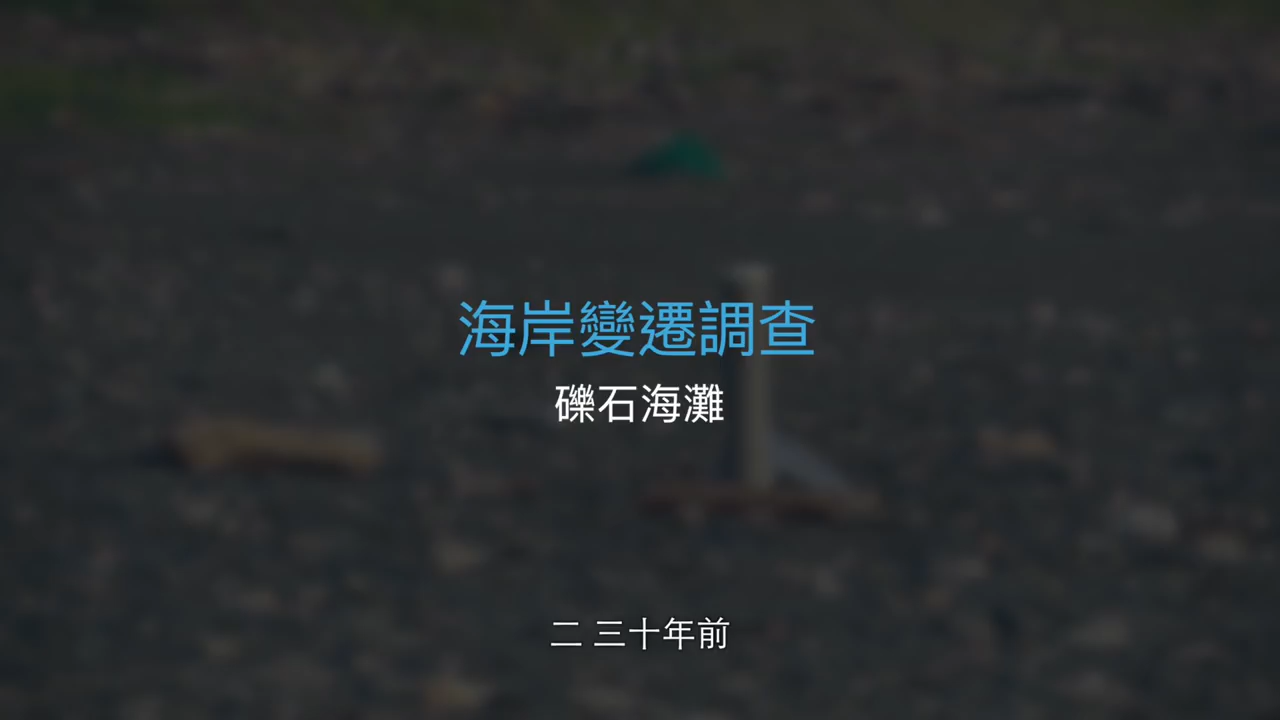 海岸變遷調查
礫石海灘
二 三十年前